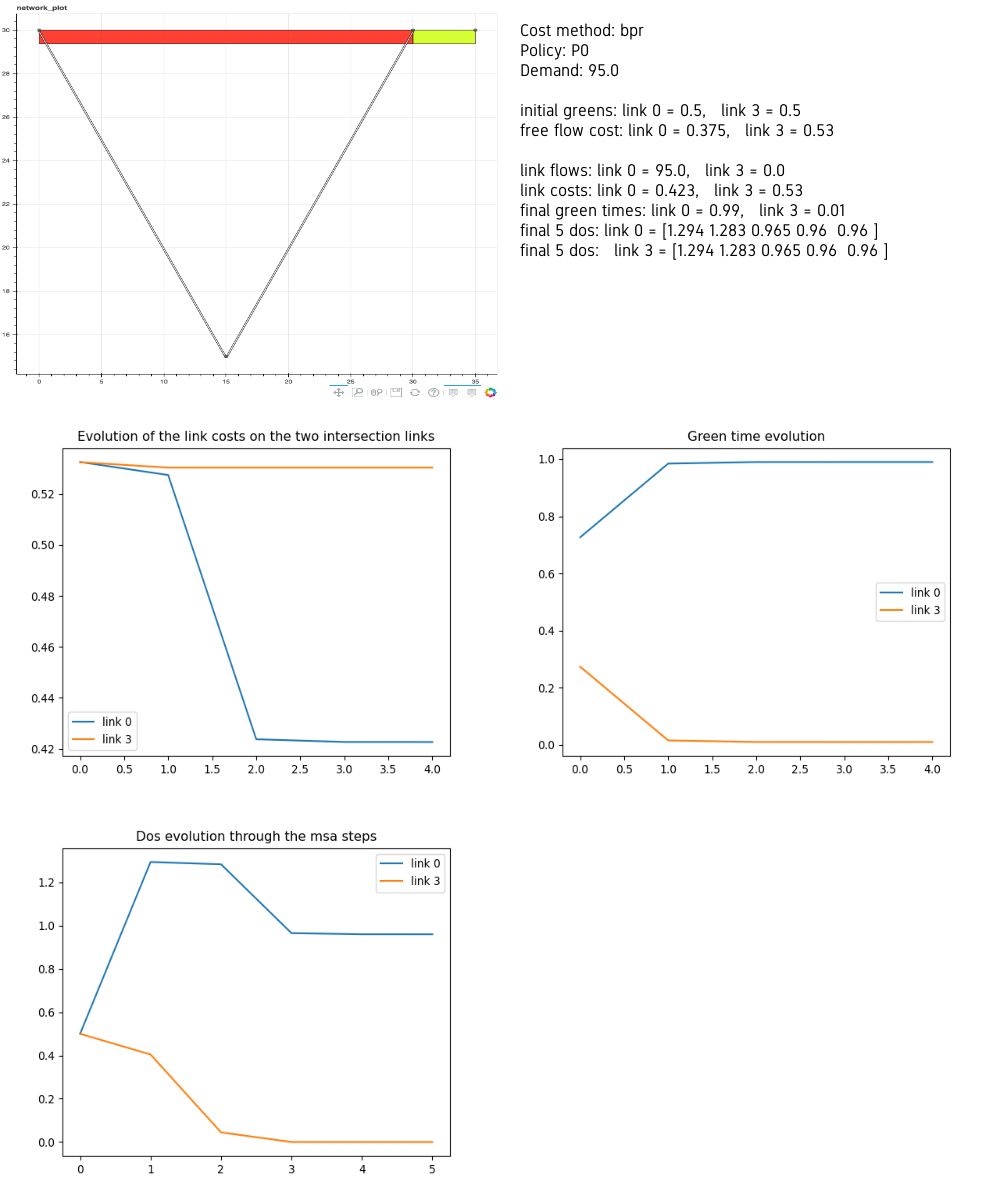 network_plot
30
28
26
24
22
20
18
16
0 5 10 15 20 25 30 35
Cost method: bpr
Policy: P0
Demand: 95.0
initial greens: link 0 = 0.5, link 3 = 0.5
free flow cost: link 0 = 0.375, link 3 = 0.53
link flows: link 0 = 95.0, link 3 = 0.0
link costs: link 0 = 0.423, link 3 = 0.53
final green times: link 0 = 0.99, link 3 = 0.01
final 5 dos: link 0 = [1.294 1.283 0.965 0.96 0.96 ]
final 5 dos: link 3 = [1.294 1.283 0.965 0.96 0.96 ]
Evolution of the link costs on the two intersection links
0.52
0.50
0.48
0.46
0.44
0.42
link 0
link 3
0.0 0.5 1.0 1.5 2.0 2.5 3.0 3.5 4.0
Green time evolution
1.0
0.8
0.6
0.4
0.2
0.0
link 0
link 3
0.0 0.5 1.0 1.5 2.0 2.5 3.0 3.5 4.0
Dos evolution through the msa steps
link 0
link 3
1.2
1.0
0.8
0.6
0.4
0.2
0.0
0 1 2 3 4 5